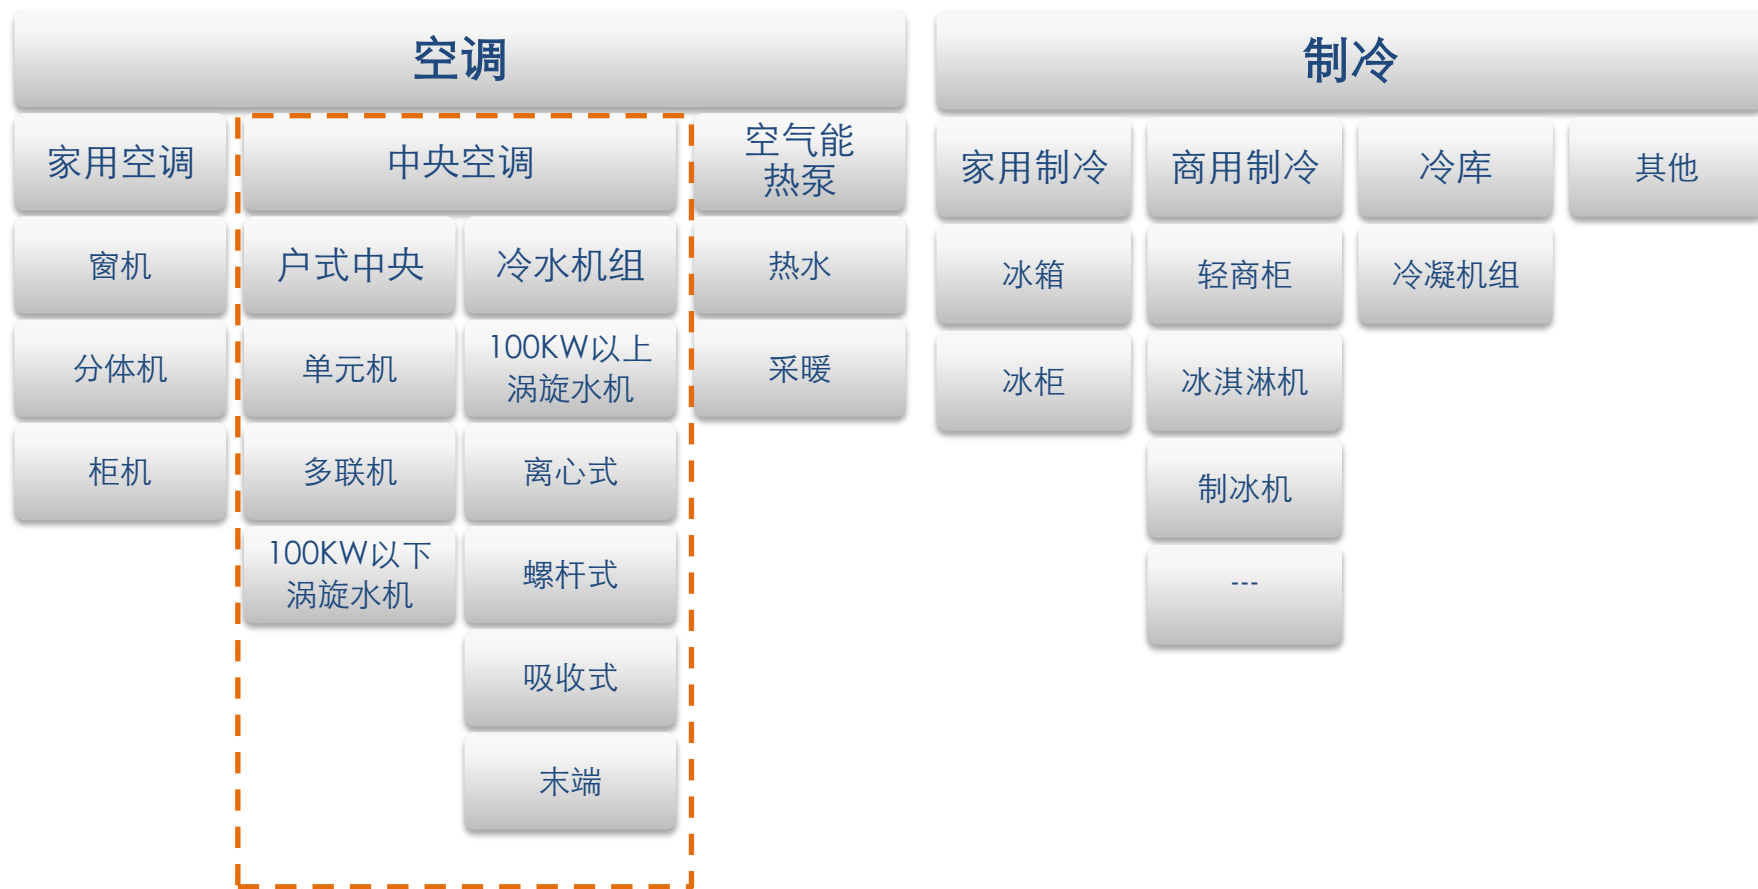 空调
制冷
家用空调
中央空调
空气能
热泵
家用制冷
商用制冷
冷库
其他
窗机
户式中央
冷水机组
热水
冰箱
轻商柜
冷凝机组
分体机
单元机
100KW以上
涡旋水机
采暖
冰柜
冰淇淋机
柜机
多联机
离心式
制冰机
100KW以下
涡旋水机
螺杆式
---
吸收式
末端